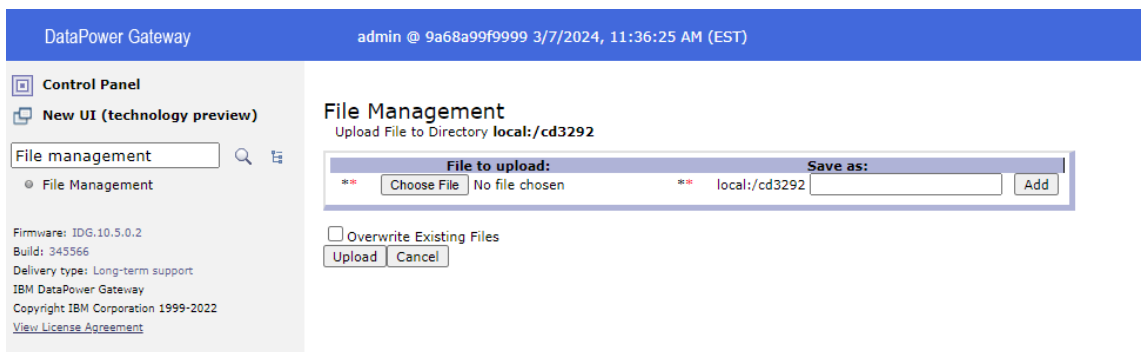 DataPower Gateway
admin @ 9a68a99f9999 3/7/2024, 11:36:25 AM (EST)
Control Panel
New UI (technology preview)
File management
File Management
Firmware: IDG.10.5.0.2
Build: 345566
Delivery type: Long-term support
IBM DataPower Gateway
Copyright IBM Corporation 1999-2022
View License Agreement
File Management
Upload File to Directory local:/cd3292
File to upload: Save as:
** Choose File No file chosen ** local:/cd3292 Add
Overwrite Existing Files
Upload Cancel